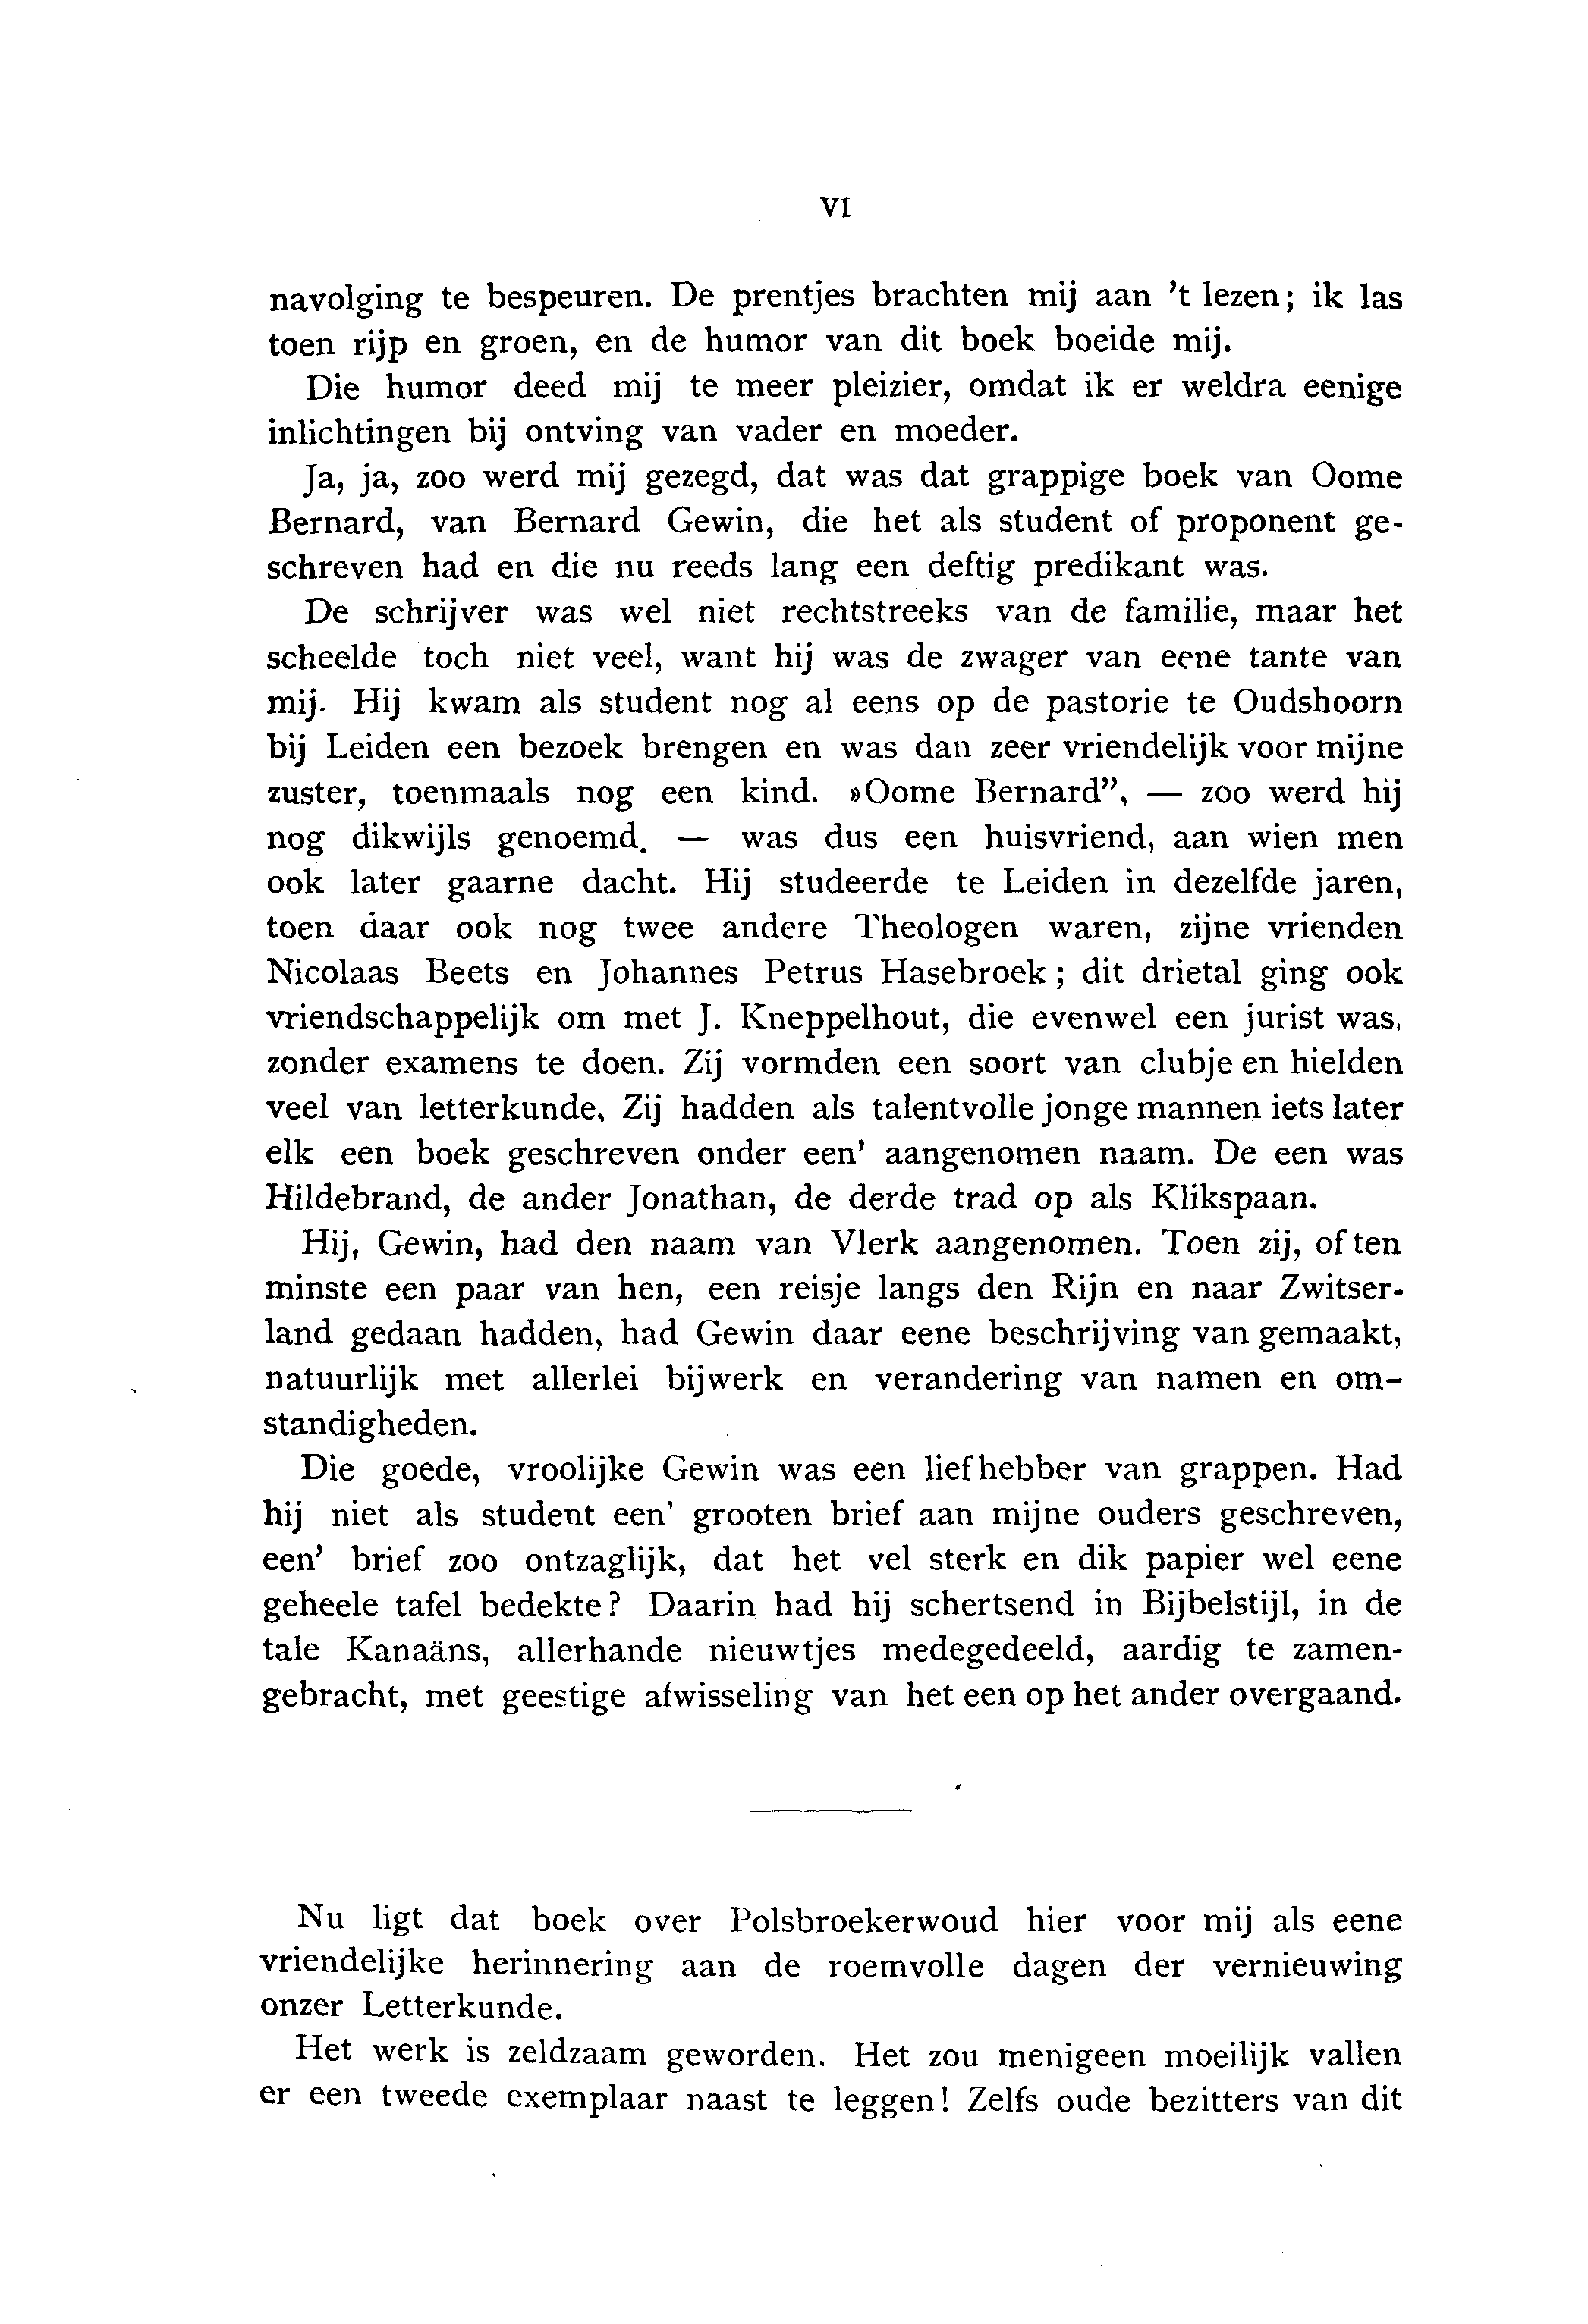 VI
navolging te bespeuren. De prentjes brachten mij aan 't lezen; ik las
toen rijp en groen, en de humor van dit boek boeide mij.
Die humor deed mij te meer pleizier, omdat ik er weldra eenige
inlichtingen bij ontving van vader en moeder.
Ja, ja, zoo werd mij gezegd, dat was dat grappige boek van Oome
Bernard, van Bernard Gewin, die het als student of proponent ge-
schreven had en die nu reeds lang een deftig predikant was.
De schrijver was wel niet rechtstreeks van de familie, maar het
scheelde toch niet veel, want hij was de zwager van eene tante van
mij. Hij kwam als student nog al eens op de pastorie te Oudshoorn
bij Leiden een bezoek brengen en was dan zeer vriendelijk voor mijne
zuster, toenmaals nog een kind. »Oome Bernard”, — zoo werd hij
nog dikwijls genoemd. — was dus een huisvriend, aan wien men
ook later gaarne dacht. Hij studeerde te Leiden in dezelfde jaren,
toen daar ook nog twee andere Theologen waren, zijne vrienden
Nicolaas Beets en Johannes Petrus Hasebroek; dit drietal ging ook
vriendschappelijk om met J. Kneppelhout, die evenwel een jurist was,
zonder examens te doen. Zij vormden een soort van clubje en hielden
veel van letterkunde, Zij hadden als talentvolle jonge mannen iets later
elk een boek geschreven onder een' aangenomen naam. De een was
Hildebrand, de ander Jonathan, de derde trad op als Klikspaan.
Hij, Gewin, had den naam van Vlerk aangenomen. Toen zij, of ten
minste een paar van hen, een reisje langs den Rijn en naar Zwitser-
land gedaan hadden, had Gewin daar eene beschrijving van gemaakt,
natuurlijk met allerlei bijwerk en verandering van namen en om-
standigheden.
Die goede, vroolijke Gewin was een liefhebber van grappen. Had
hij niet als student een' grooten brief aan mijne ouders geschreven,
een' brief zoo ontzaglijk, dat het vel sterk en dik papier wel eene
geheele tafel bedekte? Daarin had hij schertsend in Bijbelstijl, in de
tale Kanaäns, allerhande nieuwtjes medegedeeld, aardig te zamen-
gebracht, met geestige afwisseling van het een op het ander overgaand.
Nu ligt dat boek over Polsbroekerwoud hier voor mij als eene
vriendelijke herinnering aan de roemvolle dagen der vernieuwing
onzer Letterkunde.
Het werk is zeldzaam geworden. Het zou menigeen moeilijk vallen
er een tweede exemplaar naast te leggen! Zelfs oude bezitters van dit